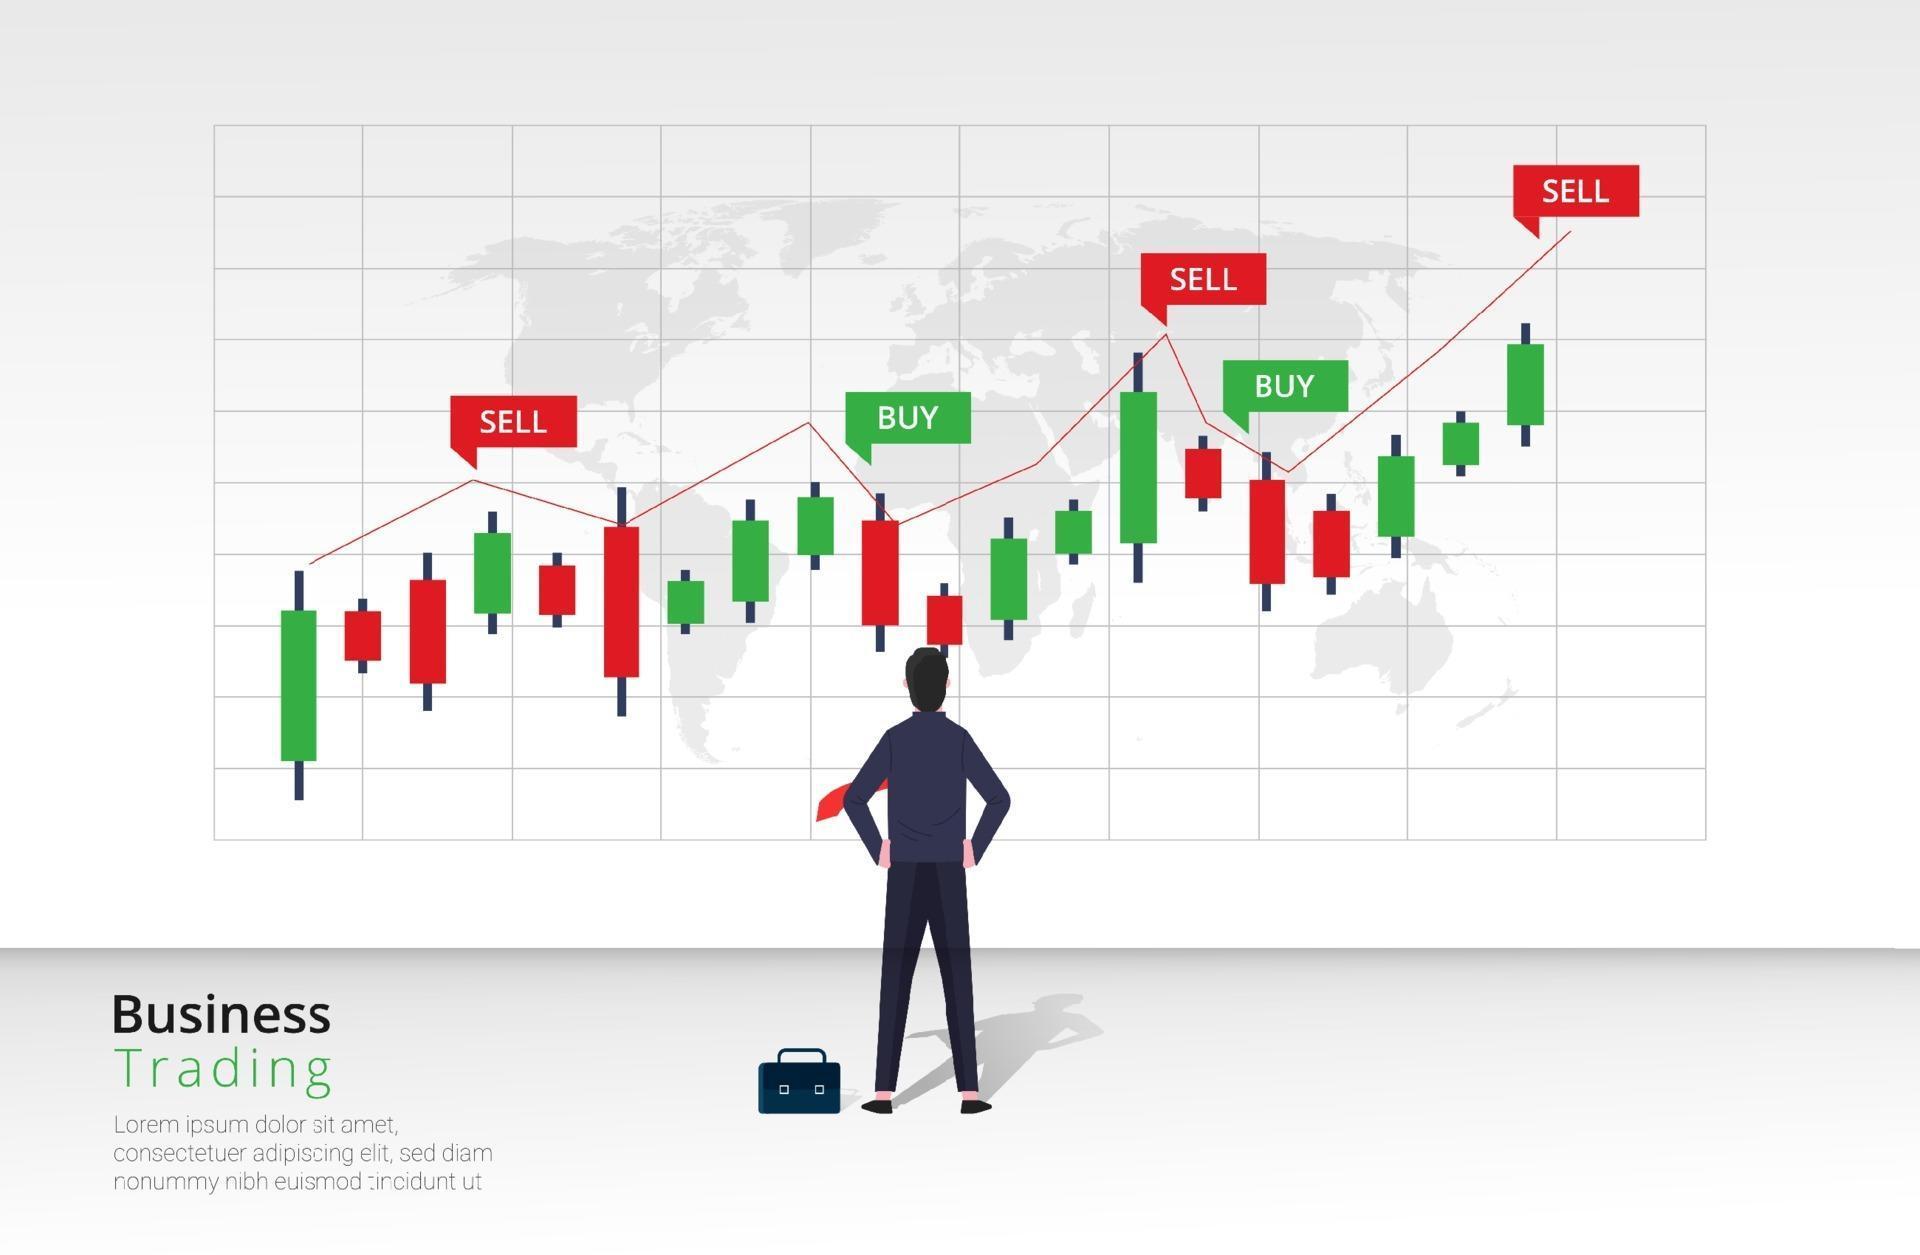 SELL
SELL
BUY
SELL
BUY
Business
Trading
Lorem ipsum dolor sit amet,
consectetuer adipiscing elit, sed diam
nonummy nibh euismod tincidunt ut